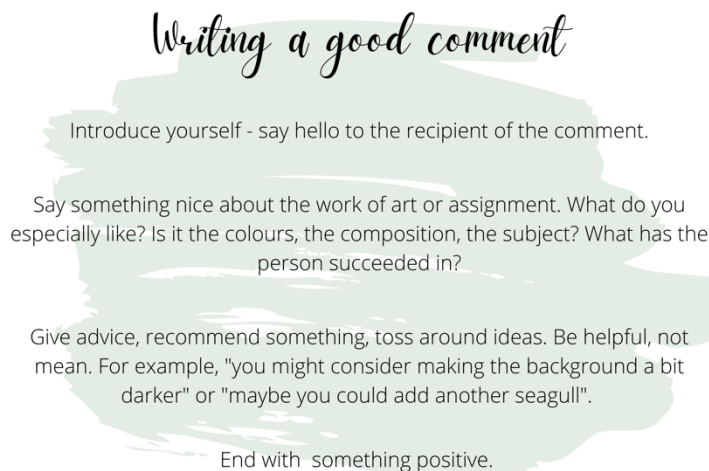 Writing a good comment
Introduce yourself - say hello to the recipient of the comment.
Say something nice about the work of art or assignment. What do you
especially like? Is it the colours, the composition, the subject? What has the
person succeeded in?
Give advice, recommend something, toss around ideas. Be helpful, not
mean. For example, "you might consider making the background a bit
darker" or "maybe you could add another seagull".
End with something positive.